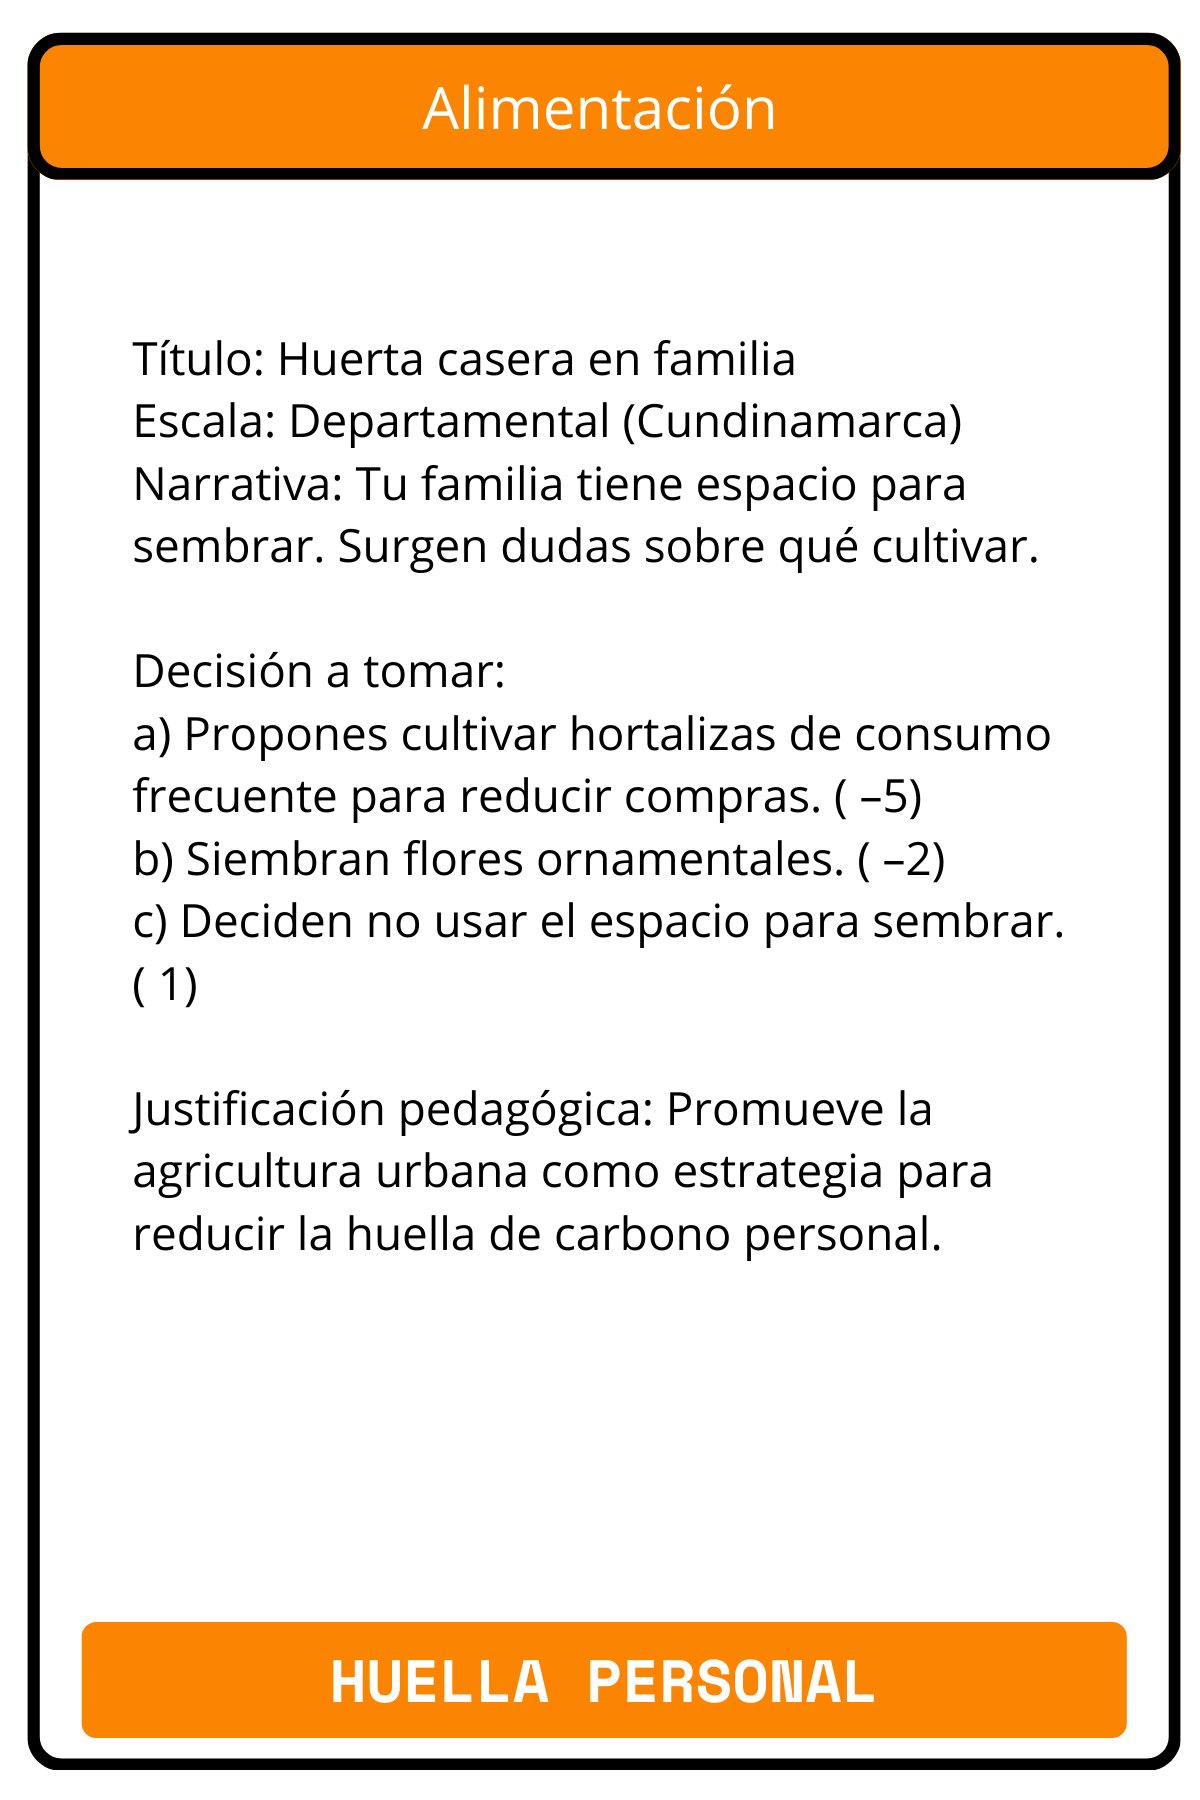 Alimentación
Título: Huerta casera en familia
Escala: Departamental (Cundinamarca)
Narrativa: Tu familia tiene espacio para
sembrar. Surgen dudas sobre qué cultivar.
Decisión a tomar:
a) Propones cultivar hortalizas de consumo
frecuente para reducir compras. ( –5)
b) Siembran flores ornamentales. ( –2)
c) Deciden no usar el espacio para sembrar.
( 1)
Justificación pedagógica: Promueve la
agricultura urbana como estrategia para
reducir la huella de carbono personal.
HUELLA PERSONAL